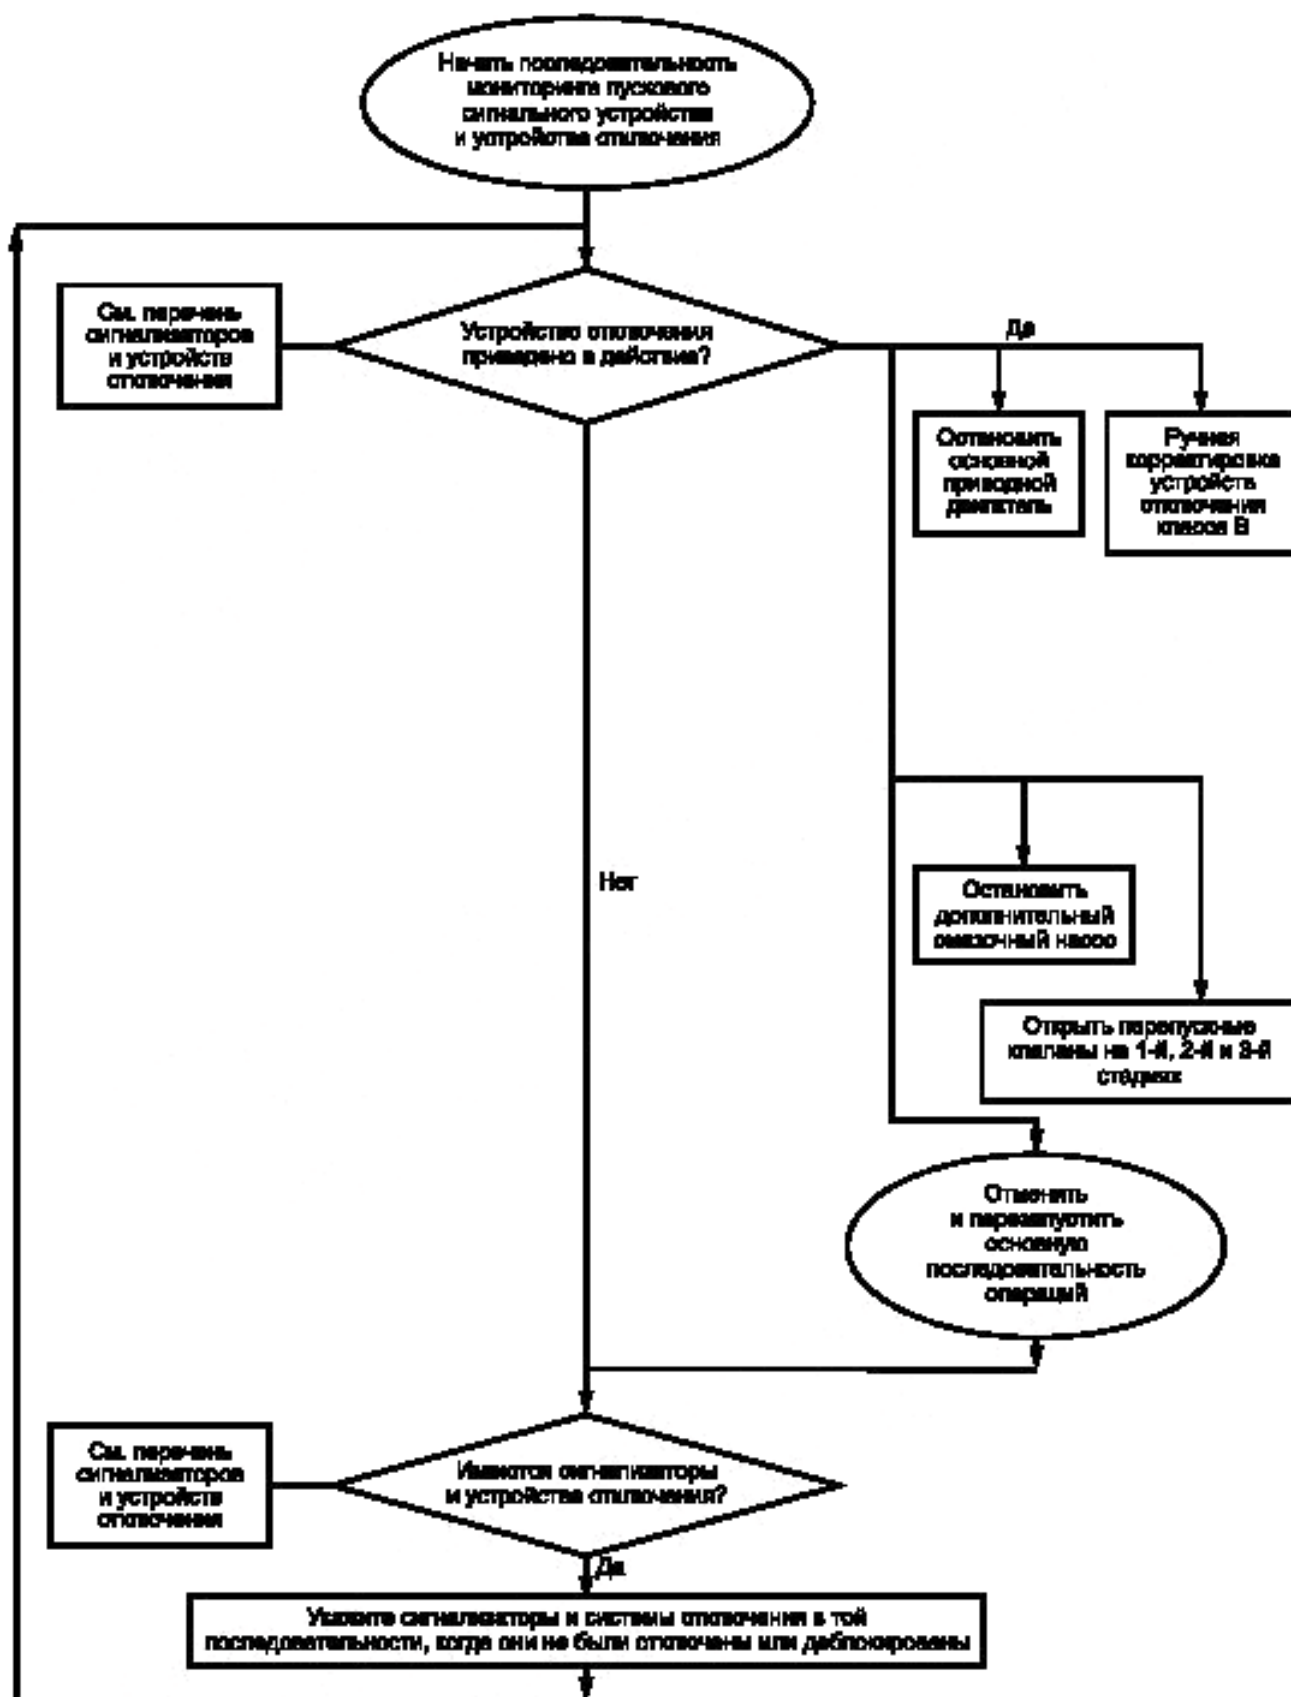 Начать последовательность
мониторинга пускового
сигнального устройства
и устройства отключения
См. перечень
сигнализаторов
и устройств
отключения
Устройство отключения
приведено в действие?
Да
Остановить
основной
приводной
двигатель
Ручная
корректировка
устройств
отключения
класса В
Нет
Остановить
дополнительный
смазочный насос
Открыть перепускные
клапаны на 1-й, 2-й и 3-й
стадиях
Отменить
и перезапустить
основную
последовательность
операций
См. перечень
сигнализаторов
и устройств
отключения
Имеются сигнализаторы
и устройства отключения?
Да
Укажите сигнализаторы и системы отключения в той
последовательности, когда они не были отключены или деблокированы